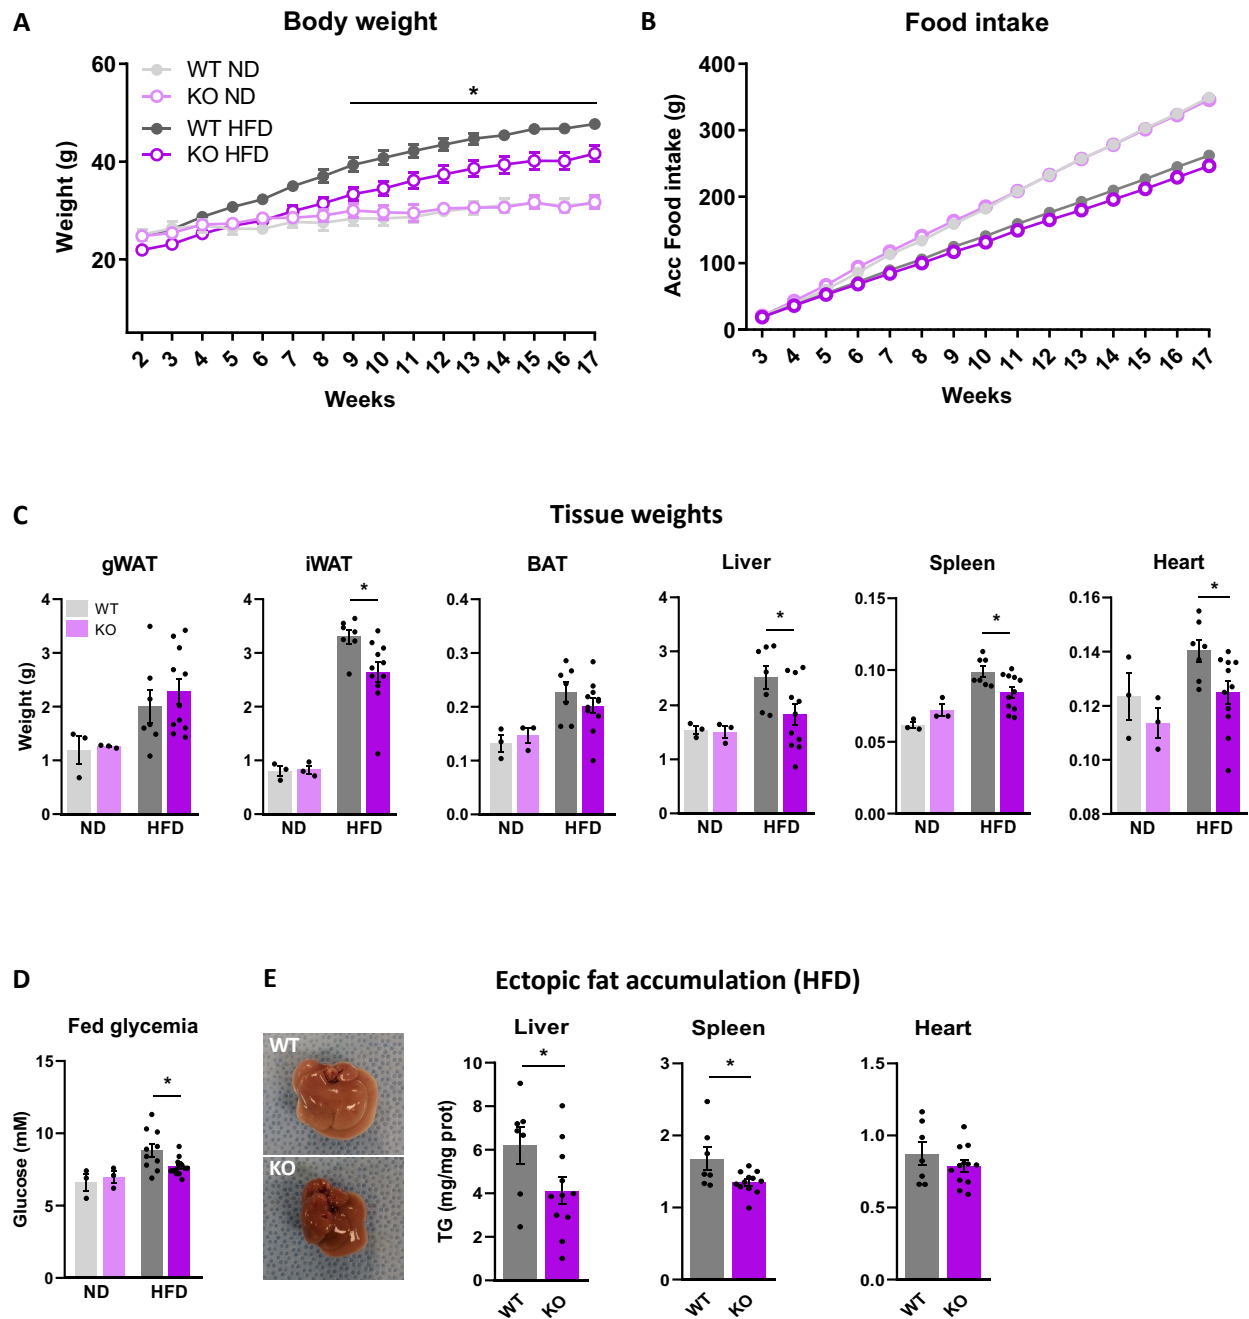 A
Body weight
60
40
20
Weight (g)
WT ND
KO ND
WT HFD
KO HFD
*
2 3 4 5 6 7 8 9 10 11 12 13 14 15 16 17
Weeks
B
Food intake
400
300
200
100
0
Acc Food intake (g)
3 4 5 6 7 8 9 10 11 12 13 14 15 16 17
Weeks
C
Tissue weights
gWAT
Weight (g)
4
3
2
1
0
WT
KO
ND HFD
iWAT
4
3
2
1
0
*
ND HFD
BAT
0.4
0.3
0.2
0.1
0.0
ND HFD
Liver
4
3
2
1
0
*
ND HFD
Spleen
0.15
0.10
0.05
0.00
*
ND HFD
Heart
0.16
0.14
0.12
0.10
0.08
*
ND HFD
D
Fed glycemia
15
10
5
0
Glucose (mM)
*
ND HFD
E
Ectopic fat accumulation (HFD)
WT
KO
Liver
10
8
6
4
2
0
TG (mg/mg prot)
*
WT KO
Spleen
3
2
1
0
*
WT KO
Heart
1.5
1.0
0.5
0.0
WT KO